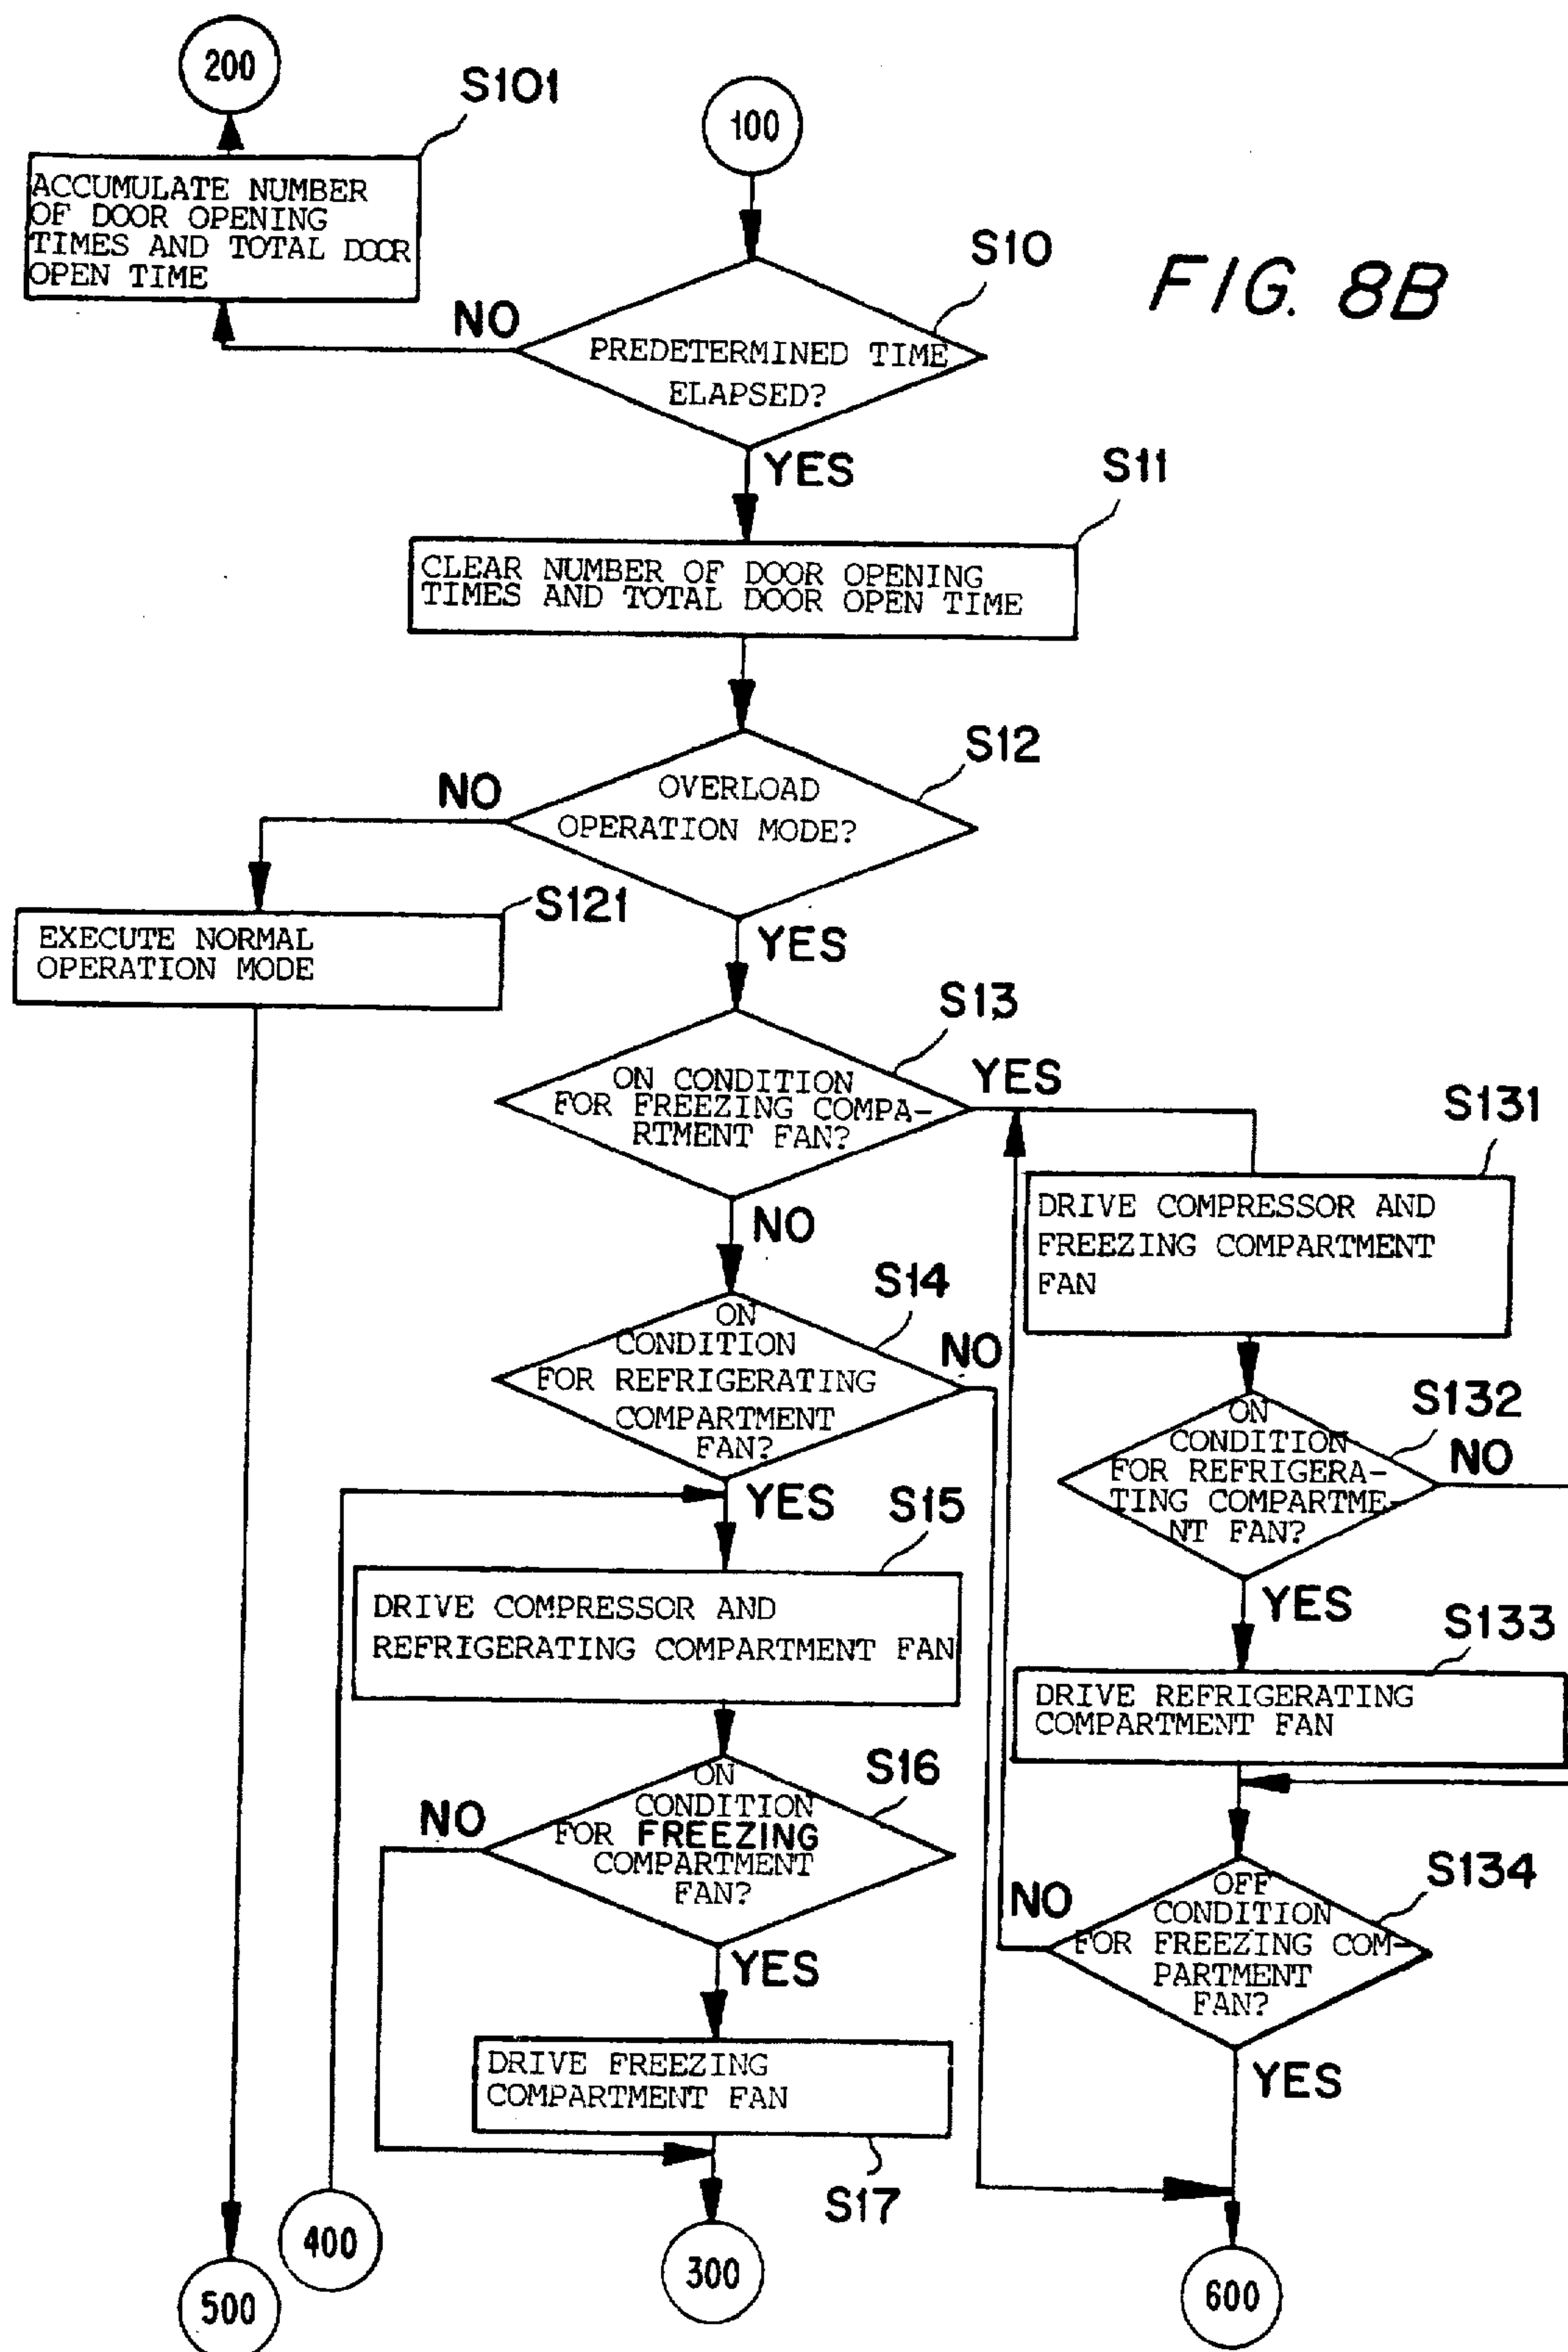 200
S101
100
ACCUMULATE NUMBER
OF DOOR OPENING
TIMES AND TOTAL DOOR
OPEN TIME
S10
FIG. 8B
NO
PREDETERMINED TIME
ELAPSED?
YES
S11
CLEAR NUMBER OF DOOR OPENING
TIMES AND TOTAL DOOR OPEN TIME
S12
NO
OVERLOAD
OPERATION MODE?
S121
EXECUTE NORMAL
OPERATION MODE
YES
S13
ON CONDITION
FOR FREEZING COMPA-
RTMENT FAN?
YES
S131
DRIVE COMPRESSOR AND
FREEZING COMPARTMENT
FAN
NO
S14
ON
CONDITION
FOR REFRIGERATING
COMPARTMENT
FAN?
NO
S132
ON
CONDITION
FOR REFRIGERA-
TING COMPARTME-
NT FAN?
NO
YES
S15
DRIVE COMPRESSOR AND
REFRIGERATING COMPARTMENT FAN
YES
S133
DRIVE REFRIGERATING
COMPARTMENT FAN
S16
ON
CONDITION
FOR FREEZING
COMPARTMENT
FAN?
NO
S134
OFF
CONDITION
FOR FREEZING COM-
PARTMENT
FAN?
NO
YES
DRIVE FREEZING
COMPARTMENT FAN
S17
YES
400
300
500
600